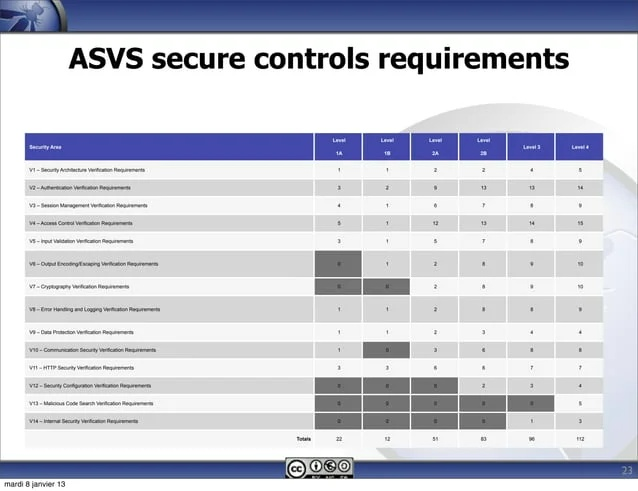 ASVS secure controls requirements
Security Area Level 1A Level 1B Level 2A Level 2B Level 3 Level 4
V1 – Security Architecture Verification Requirements 1 1 2 2 4 5
V2 – Authentication Verification Requirements 3 2 9 13 13 14
V3 – Session Management Verification Requirements 4 1 6 7 8 9
V4 – Access Control Verification Requirements 5 1 12 13 14 15
V5 – Input Validation Verification Requirements 3 1 5 7 8 9
V6 – Output Encoding/Escaping Verification Requirements 0 1 2 8 9 10
V7 – Cryptography Verification Requirements 0 0 2 8 9 10
V8 – Error Handling and Logging Verification Requirements 1 1 2 8 8 9
V9 – Data Protection Verification Requirements 1 1 2 3 4 4
V10 – Communication Security Verification Requirements 1 0 3 6 8 8
V11 – HTTP Security Verification Requirements 3 3 6 6 7 7
V12 – Security Configuration Verification Requirements 0 0 0 2 3 4
V13 – Malicious Code Search Verification Requirements 0 0 0 0 0 5
V14 – Internal Security Verification Requirements 0 0 0 0 1 3
Totals 22 12 51 83 96 112
23
mardi 8 janvier 13